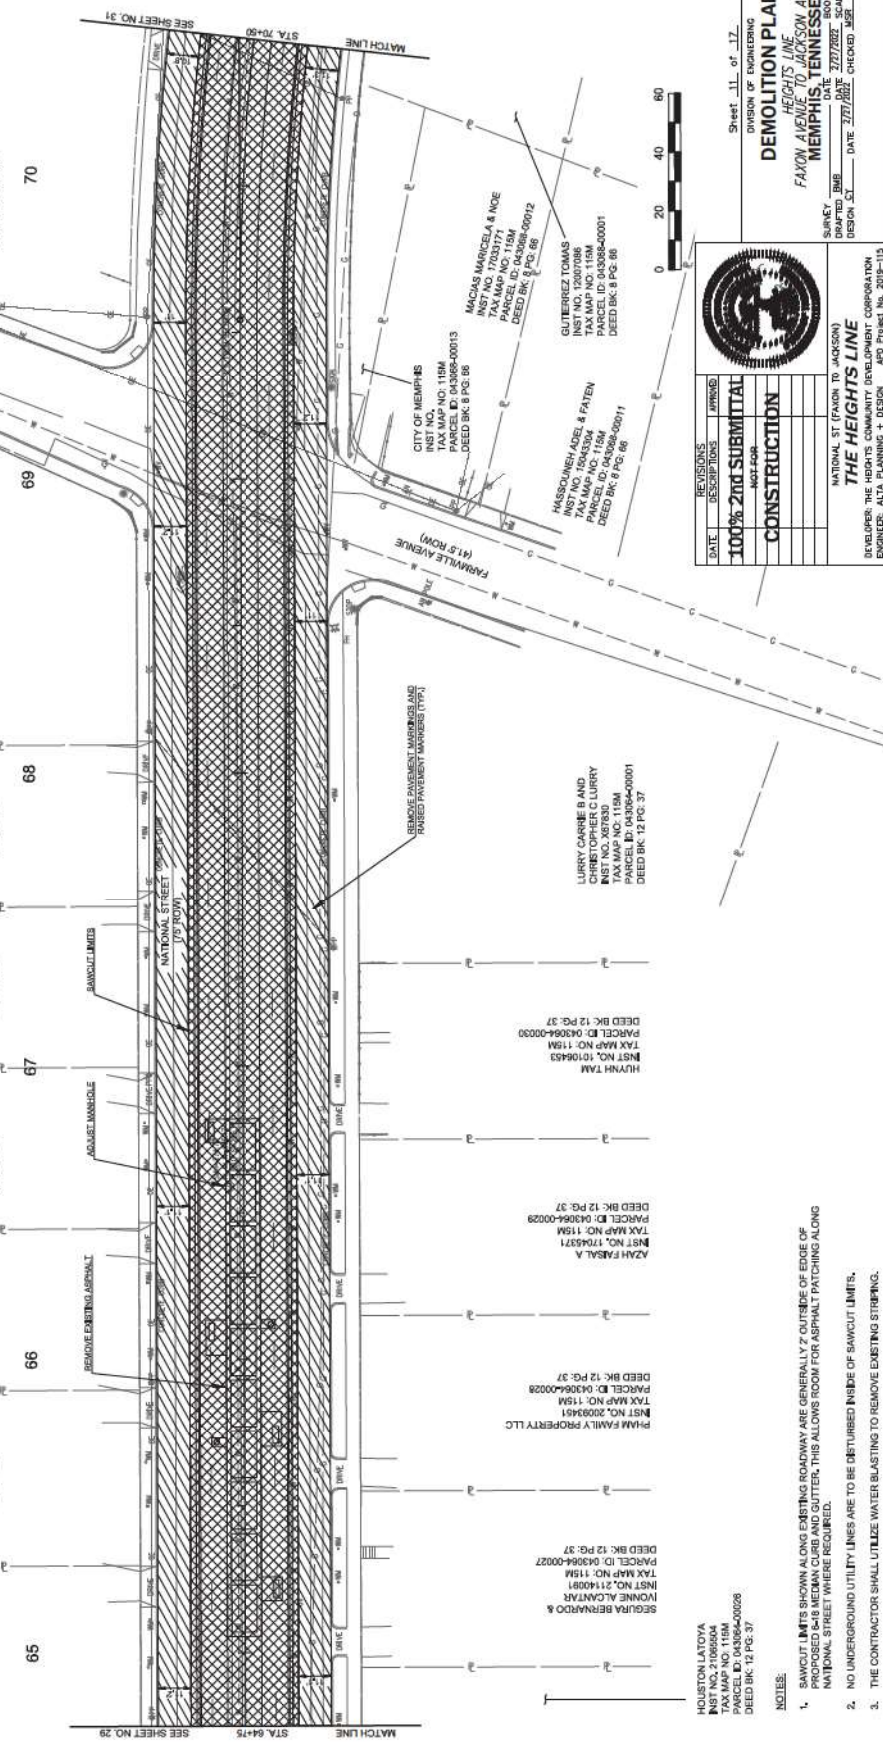 65
66
67
68
69
70
MATCH LINE
STA. 64+75
SEE SHEET NO. 29
MATCH LINE
STA. 70+50
SEE SHEET NO. 31
REMOVE EXISTING ASPHALT
ADJUST MANHOLE
SAWCUT LIMITS
NATIONAL STREET
(75' ROW)
REMOVE PAVEMENT MARKINGS AND
RAISED PAVEMENT MARKERS (TYP.)
FARMVILLE AVENUE
(41.5' ROW)
DRIVE
DRIVE
DRIVE
DRIVE
HOUSTON LATOYA
INST NO. 21065504
TAX MAP NO: 115M
PARCEL ID: 043064-00026
DEED BK: 12 PG: 37
SEGURA BERNARDO &
IVONNE ALCANTAR
INST NO. 21140091
TAX MAP NO: 115M
PARCEL ID: 043064-00027
DEED BK: 12 PG: 37
PHAM FAMILY PROPERTY LLC
INST NO. 20093451
TAX MAP NO: 115M
PARCEL ID: 043064-00028
DEED BK: 12 PG: 37
AZAH FAISAL A
INST NO. 17045371
TAX MAP NO: 115M
PARCEL ID: 043064-00029
DEED BK: 12 PG: 37
HUYNH TAM
INST NO. 10106453
TAX MAP NO: 115M
PARCEL ID: 043064-00030
DEED BK: 12 PG: 37
LURRY CARRIE B AND
CHRISTOPHER C LURRY
INST NO. X67830
TAX MAP NO: 115M
PARCEL ID: 043064-00001
DEED BK: 12 PG: 37
HASSOUNEH ADEL & FATEN
INST NO. 15043304
TAX MAP NO: 115M
PARCEL ID: 043068-00011
DEED BK: 8 PG: 66
CITY OF MEMPHIS
INST NO.
TAX MAP NO: 115M
PARCEL ID: 043068-00013
DEED BK: 8 PG: 66
MACIAS MARICELA & NOE
INST NO. 17033171
TAX MAP NO: 115M
PARCEL ID: 043068-00012
DEED BK: 8 PG: 66
GUTIERREZ TOMAS
INST NO. 12007086
TAX MAP NO: 115M
PARCEL ID: 043068-00001
DEED BK: 8 PG: 66
0 20 40 60
NOTES:
1. SAWCUT LIMITS SHOWN ALONG EXISTING ROADWAY ARE GENERALLY 2' OUTSIDE OF EDGE OF
PROPOSED 6-18 MEDIAN CURB AND GUTTER. THIS ALLOWS ROOM FOR ASPHALT PATCHING ALONG
NATIONAL STREET WHERE REQUIRED.
2. NO UNDERGROUND UTILITY LINES ARE TO BE DISTURBED INSIDE OF SAWCUT LIMITS.
3. THE CONTRACTOR SHALL UTILIZE WATER BLASTING TO REMOVE EXISTING STRIPING.
REVISIONS
DATE DESCRIPTIONS APPROVED
100% 2nd SUBMITTAL
NOT FOR
CONSTRUCTION
NATIONAL ST (FAXON TO JACKSON)
THE HEIGHTS LINE
DEVELOPER: THE HEIGHTS COMMUNITY DEVELOPMENT CORPORATION
ENGINEER: ALTA PLANNING + DESIGN APD Project No. 2019-115
Sheet 11 of 17
DIVISION OF ENGINEERING
DEMOLITION PLA
HEIGHTS LINE
FAXON AVENUE TO JACKSON A
MEMPHIS, TENNESSE
SURVEY DATE BOO
DRAFTED BMB DATE 2/27/2022 SCA
DESIGN CY DATE 2/27/2022 CHECKED MSR